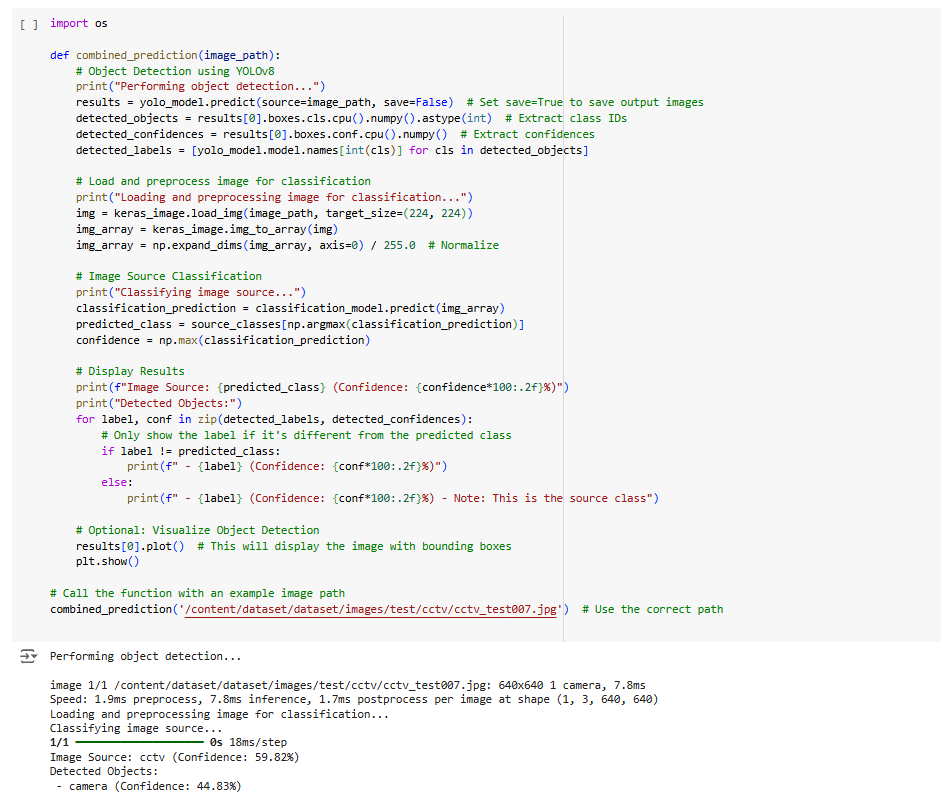 [ ] import os
def combined_prediction(image_path):
# Object Detection using YOLOv8
print("Performing object detection...")
results = yolo_model.predict(source=image_path, save=False)  # Set save=True to save output images
detected_objects = results[0].boxes.cls.cpu().numpy().astype(int)  # Extract class IDs
detected_confidences = results[0].boxes.conf.cpu().numpy()  # Extract confidences
detected_labels = [yolo_model.model.names[int(cls)] for cls in detected_objects]
# Load and preprocess image for classification
print("Loading and preprocessing image for classification...")
img = keras_image.load_img(image_path, target_size=(224, 224))
img_array = keras_image.img_to_array(img)
img_array = np.expand_dims(img_array, axis=0) / 255.0  # Normalize
# Image Source Classification
print("Classifying image source...")
classification_prediction = classification_model.predict(img_array)
predicted_class = source_classes[np.argmax(classification_prediction)]
confidence = np.max(classification_prediction)
# Display Results
print(f"Image Source: {predicted_class} (Confidence: {confidence*100:.2f}%)")
print("Detected Objects:")
for label, conf in zip(detected_labels, detected_confidences):
# Only show the label if it's different from the predicted class
if label != predicted_class:
print(f" - {label} (Confidence: {conf*100:.2f}%)")
else:
print(f" - {label} (Confidence: {conf*100:.2f}%) - Note: This is the source class")
# Optional: Visualize Object Detection
results[0].plot()  # This will display the image with bounding boxes
plt.show()
# Call the function with an example image path
combined_prediction('/content/dataset/dataset/images/test/cctv/cctv_test007.jpg')  # Use the correct path
Performing object detection...
image 1/1 /content/dataset/dataset/images/test/cctv/cctv_test007.jpg: 640x640 1 camera, 7.8ms
Speed: 1.9ms preprocess, 7.8ms inference, 1.7ms postprocess per image at shape (1, 3, 640, 640)
Loading and preprocessing image for classification...
Classifying image source...
1/1 ━━━━━━━━━━━━━━━━━━━━ 0s 18ms/step
Image Source: cctv (Confidence: 59.82%)
Detected Objects:
- camera (Confidence: 44.83%)